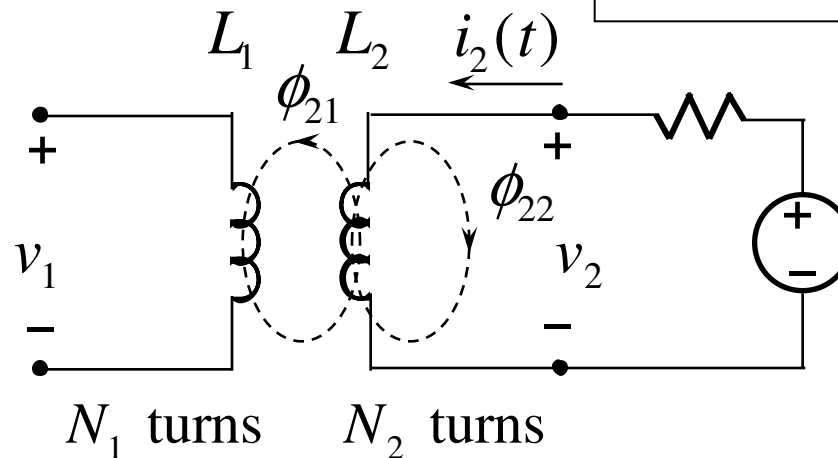 L₁ L₂ i₂(t)
ϕ₂₁
+ + +
ϕ₂₂
v₁ v₂
− − −
N₁ turns N₂ turns